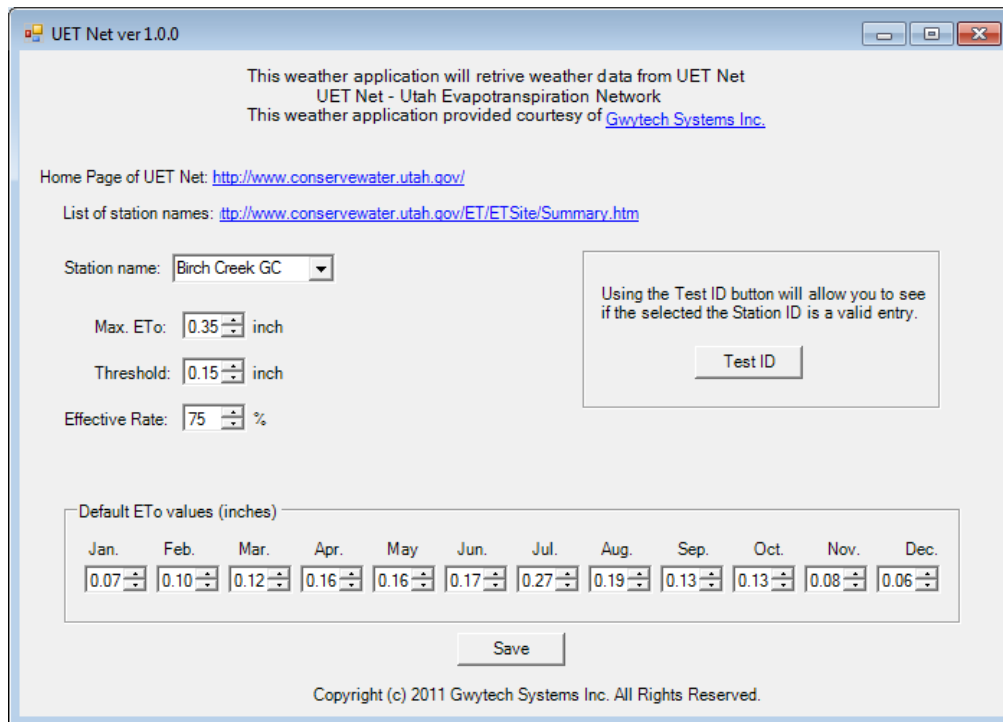 UET Net ver 1.0.0
This weather application will retrive weather data from UET Net
UET Net - Utah Evapotranspiration Network
This weather application provided courtesy of Gwytech Systems Inc.
Home Page of UET Net: http://www.conservewater.utah.gov/
List of station names: ttp://www.conservewater.utah.gov/ET/ETSite/Summary.htm
Station name: Birch Creek GC
Max. ETo: 0.35 inch
Threshold: 0.15 inch
Effective Rate: 75 %
Using the Test ID button will allow you to see
if the selected the Station ID is a valid entry.
Test ID
Default ETo values (inches)
Jan. Feb. Mar. Apr. May Jun. Jul. Aug. Sep. Oct. Nov. Dec.
0.07 0.10 0.12 0.16 0.16 0.17 0.27 0.19 0.13 0.13 0.08 0.06
Save
Copyright (c) 2011 Gwytech Systems Inc. All Rights Reserved.